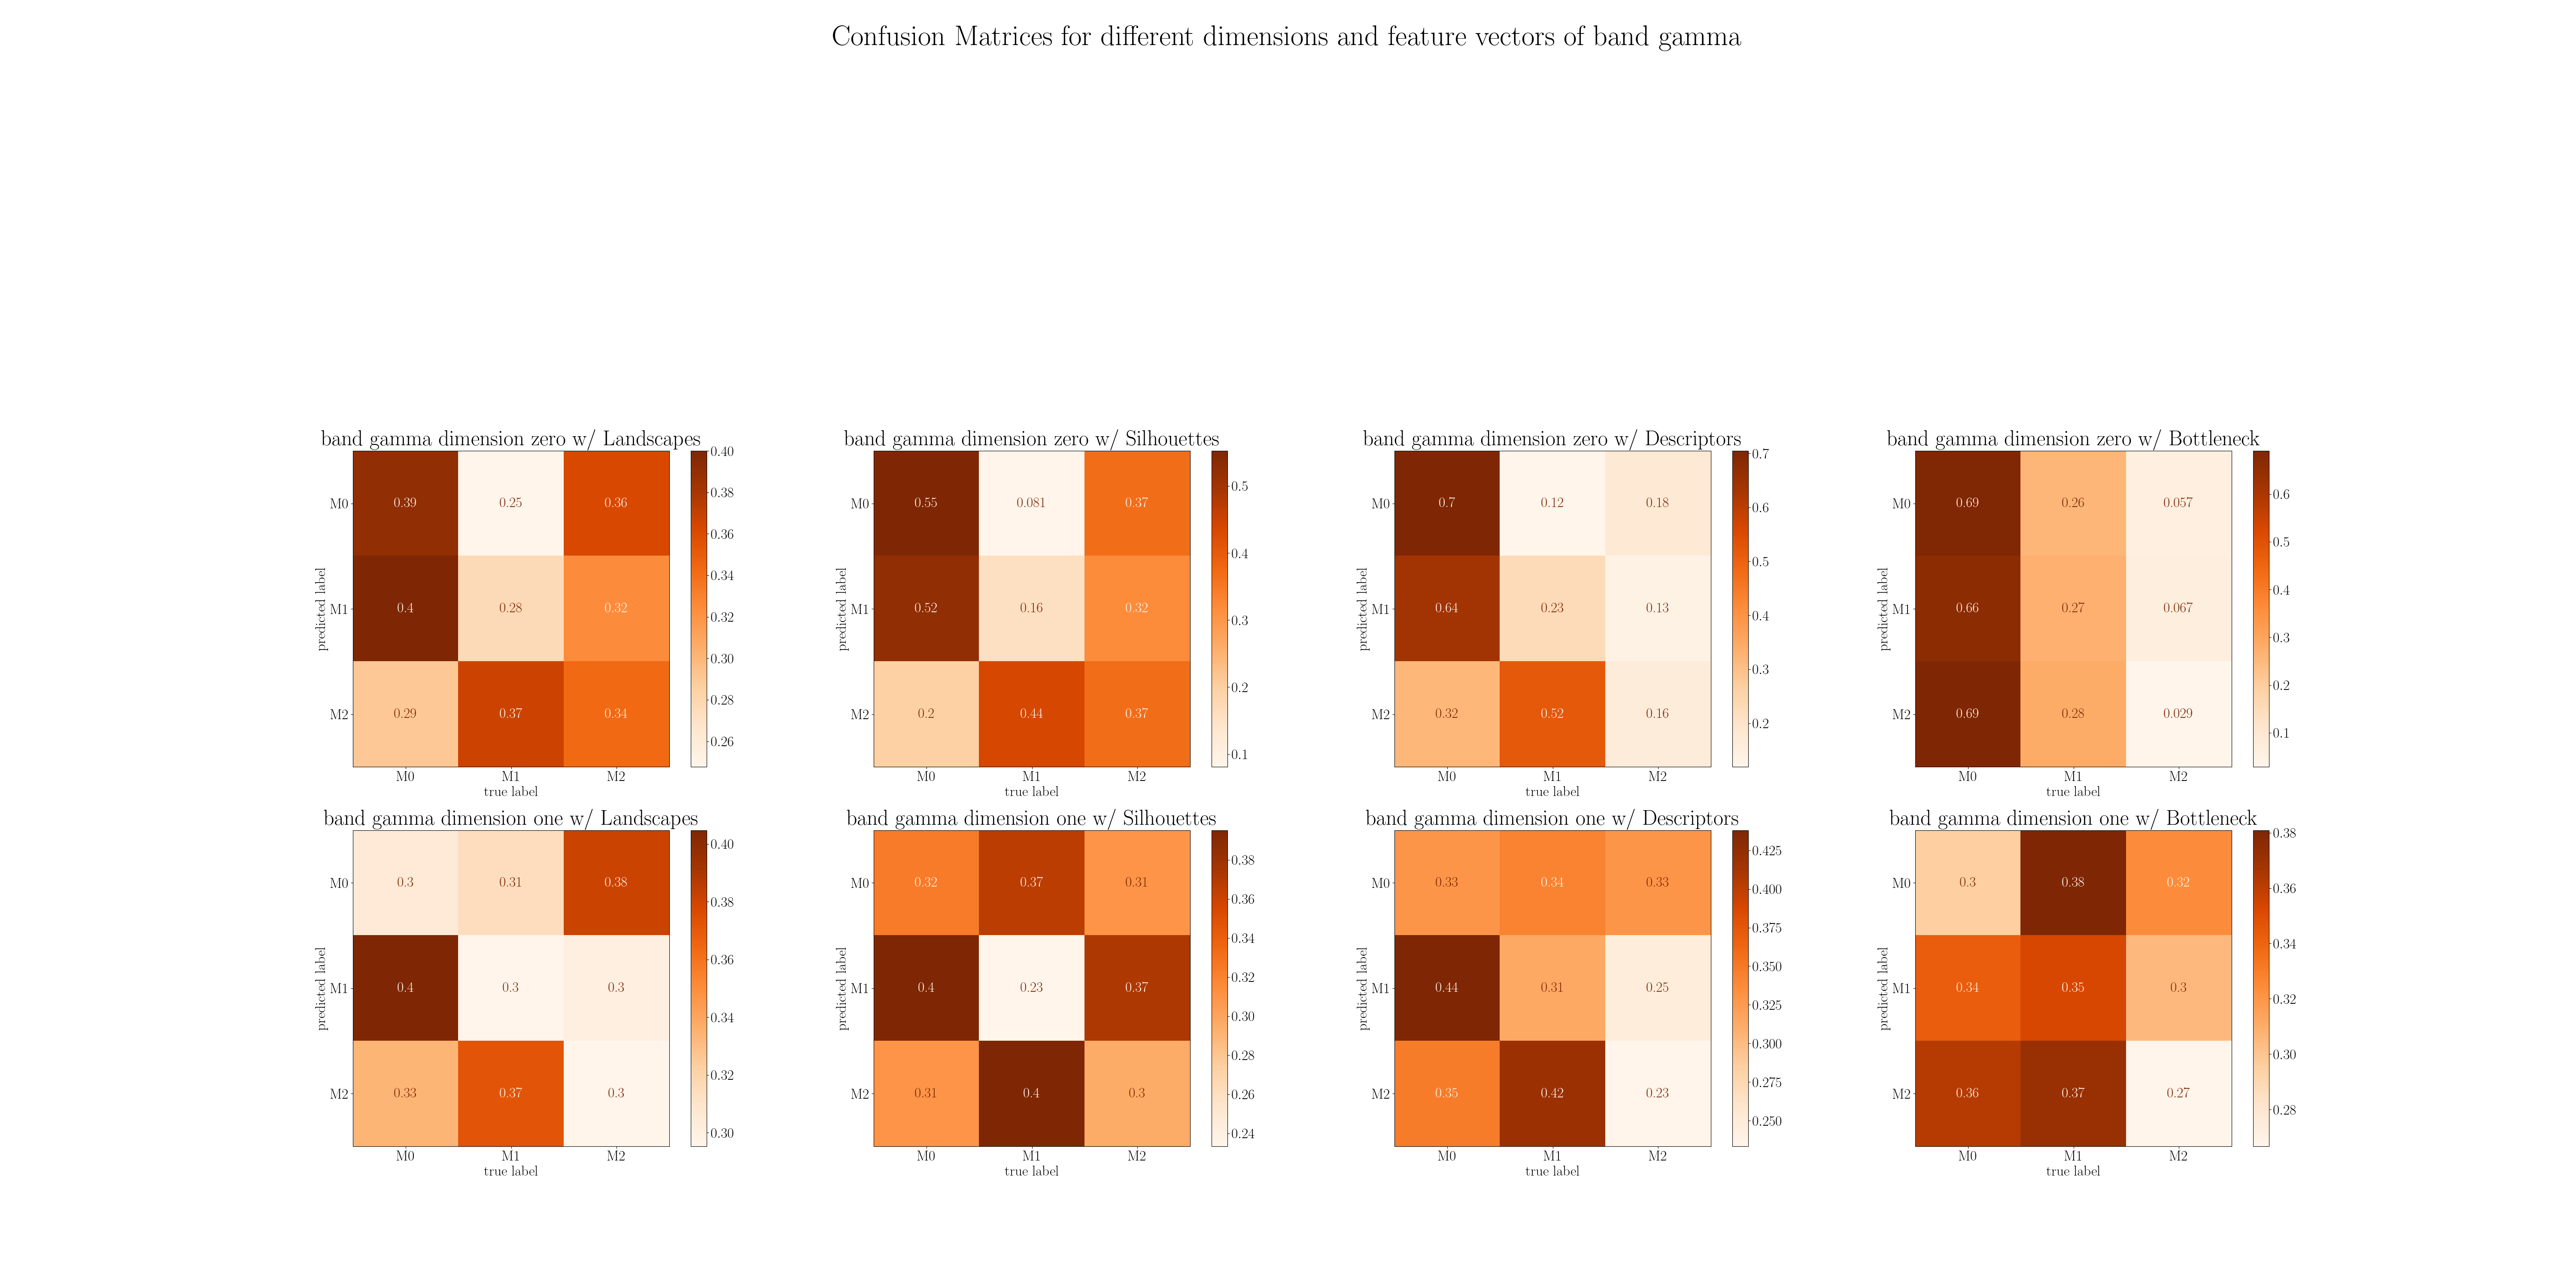 Confusion Matrices for different dimensions and feature vectors of band gamma
band gamma dimension zero w/ Landscapes
0.40
M0 0.39 0.25 0.36
0.38
0.36
predicted label
M1 0.4 0.28 0.32
0.34
0.32
0.30
M2 0.29 0.37 0.34
0.28
0.26
M0 M1 M2
true label
band gamma dimension zero w/ Silhouettes
M0 0.55 0.081 0.37
0.5
0.4
predicted label
M1 0.52 0.16 0.32
0.3
0.2
M2 0.2 0.44 0.37
0.1
M0 M1 M2
true label
band gamma dimension zero w/ Descriptors
0.7
M0 0.7 0.12 0.18
0.6
0.5
predicted label
M1 0.64 0.23 0.13
0.4
0.3
M2 0.32 0.52 0.16
0.2
M0 M1 M2
true label
band gamma dimension zero w/ Bottleneck
M0 0.69 0.26 0.057
0.6
0.5
predicted label
M1 0.66 0.27 0.067
0.4
0.3
0.2
M2 0.69 0.28 0.029
0.1
M0 M1 M2
true label
band gamma dimension one w/ Landscapes
0.40
M0 0.3 0.31 0.38
0.38
0.36
predicted label
M1 0.4 0.3 0.3
0.34
0.32
M2 0.33 0.37 0.3
0.30
M0 M1 M2
true label
band gamma dimension one w/ Silhouettes
0.38
M0 0.32 0.37 0.31
0.36
0.34
predicted label
M1 0.4 0.23 0.37
0.32
0.30
0.28
M2 0.31 0.4 0.3
0.26
0.24
M0 M1 M2
true label
band gamma dimension one w/ Descriptors
0.425
M0 0.33 0.34 0.33
0.400
0.375
0.350
predicted label
M1 0.44 0.31 0.25
0.325
0.300
0.275
M2 0.35 0.42 0.23
0.250
M0 M1 M2
true label
band gamma dimension one w/ Bottleneck
0.38
M0 0.3 0.38 0.32
0.36
0.34
predicted label
M1 0.34 0.35 0.3
0.32
0.30
M2 0.36 0.37 0.27
0.28
M0 M1 M2
true label